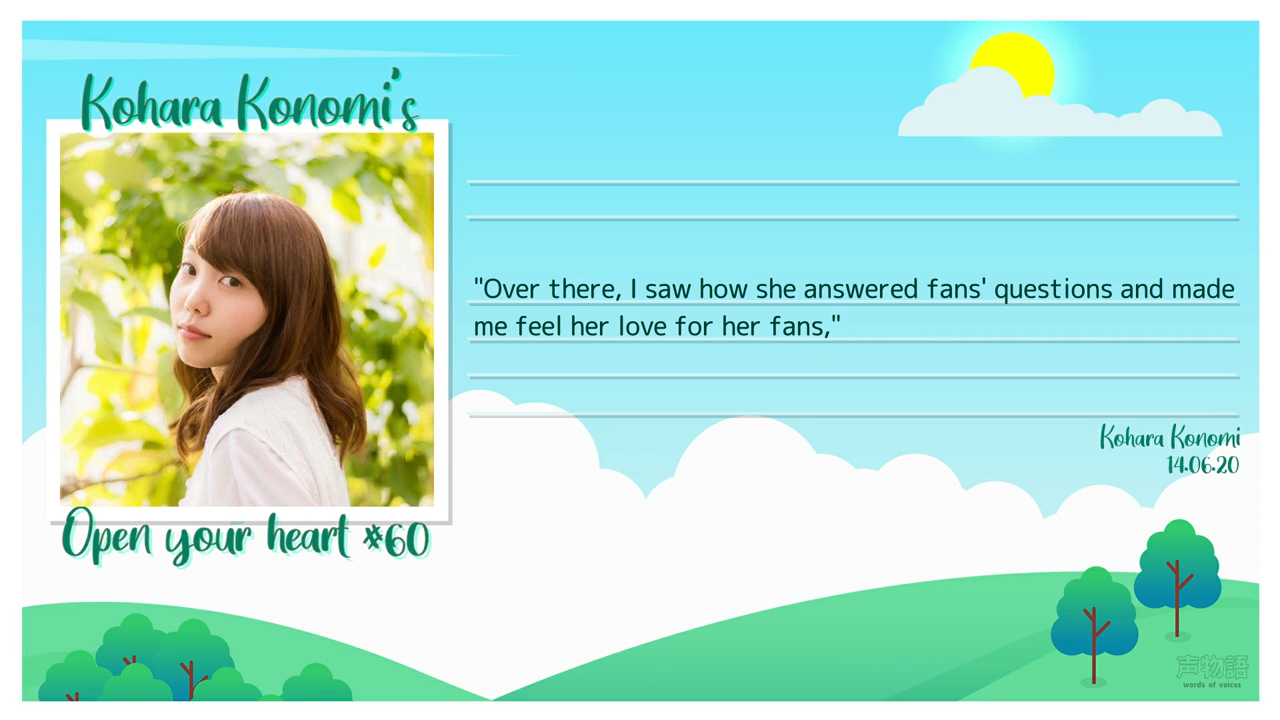 Kohara Konomi's
"Over there, I saw how she answered fans' questions and made
me feel her love for her fans,"
Kohara Konomi
14.06.20
Open your heart #60
声物語
words of voices